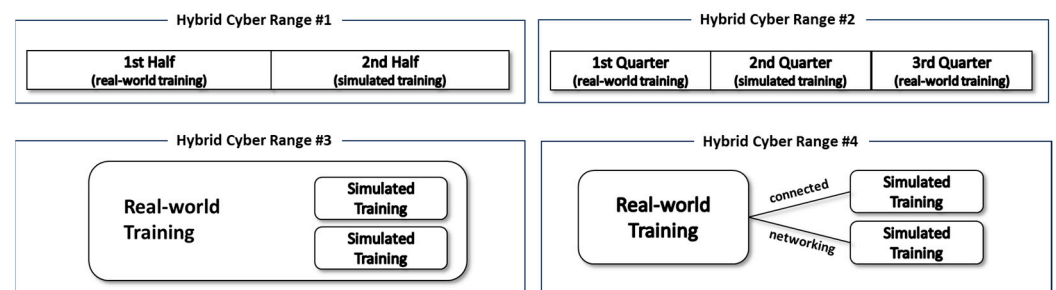 Hybrid Cyber Range #1
1st Half
(real-world training)
2nd Half
(simulated training)
Hybrid Cyber Range #2
1st Quarter
(real-world training)
2nd Quarter
(simulated training)
3rd Quarter
(real-world training)
Hybrid Cyber Range #3
Real-world
Training
Simulated
Training
Simulated
Training
Hybrid Cyber Range #4
Real-world
Training
connected
networking
Simulated
Training
Simulated
Training